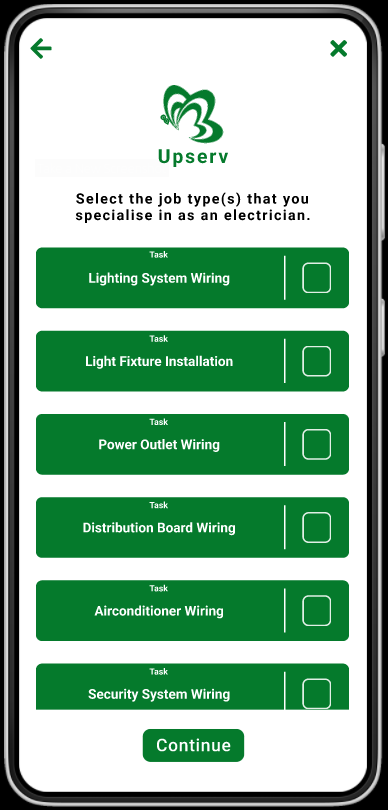 Upserv
Select the job type(s) that you
specialise in as an electrician.
Task
Lighting System Wiring
Task
Light Fixture Installation
Task
Power Outlet Wiring
Task
Distribution Board Wiring
Task
Airconditioner Wiring
Task
Security System Wiring
Continue